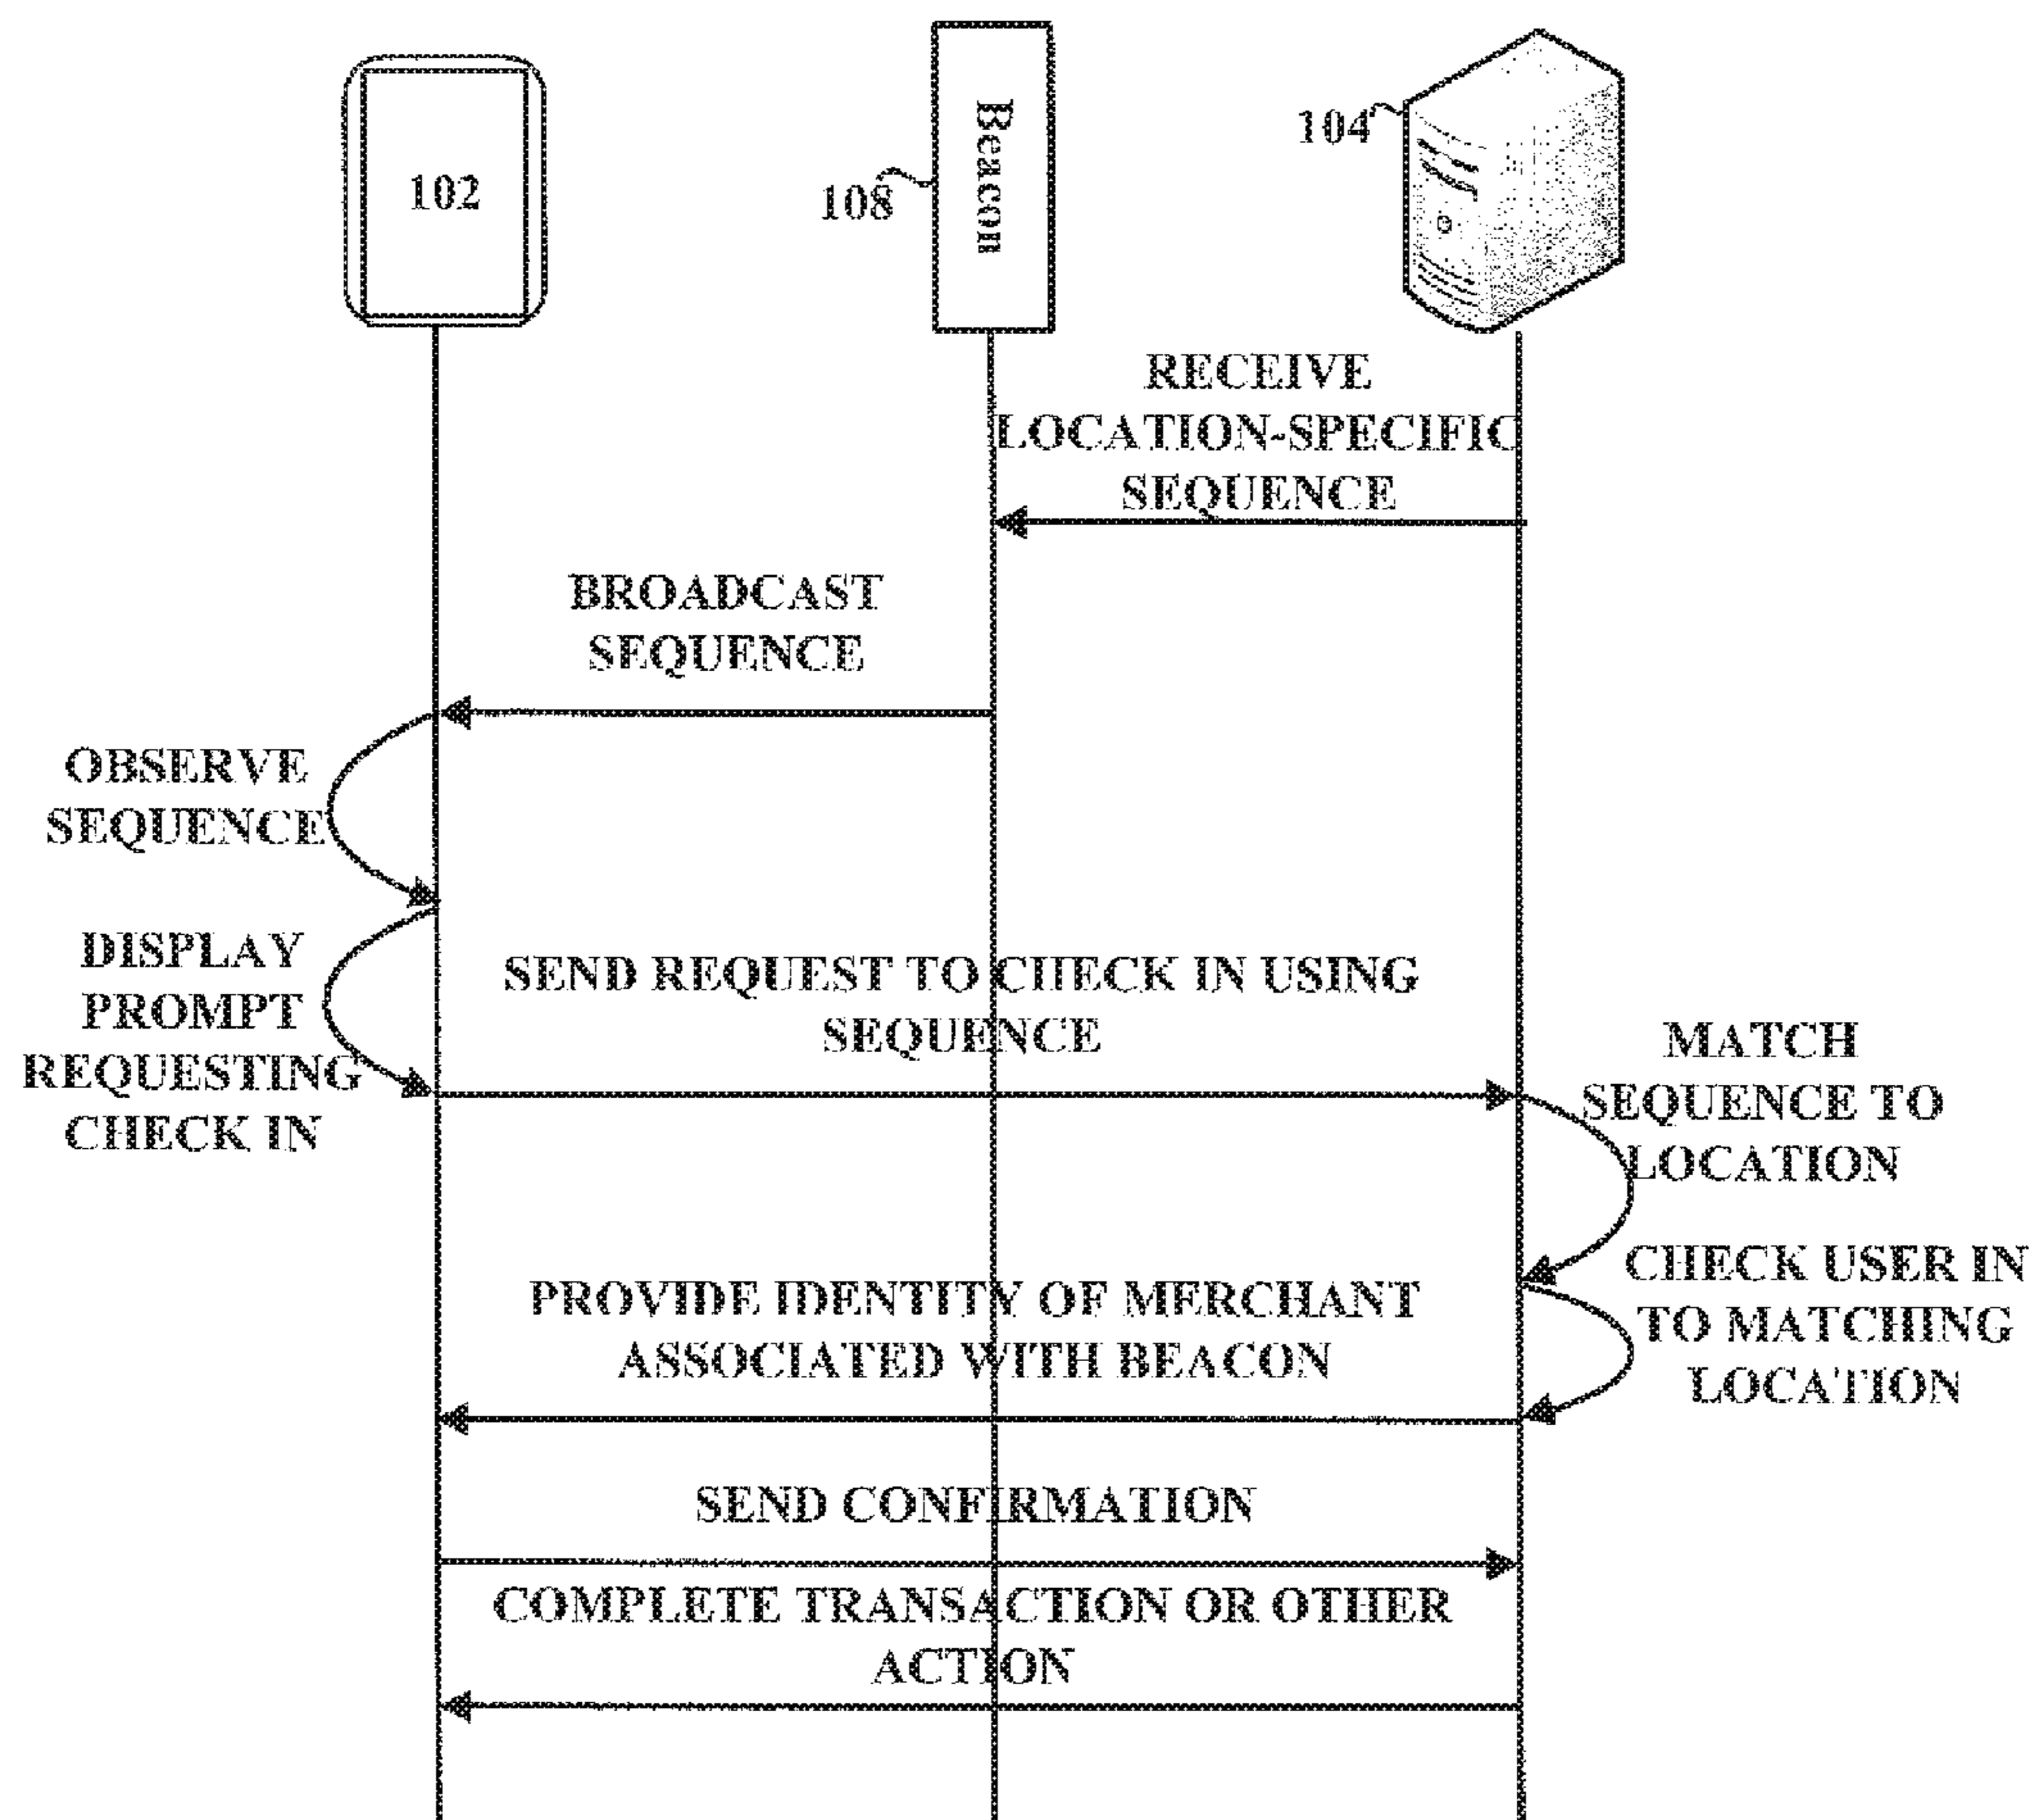 102
108
Beacon
104
RECEIVE
LOCATION-SPECIFIC
SEQUENCE
BROADCAST
SEQUENCE
OBSERVE
SEQUENCE
DISPLAY
PROMPT
REQUESTING
CHECK IN
SEND REQUEST TO CHECK IN USING
SEQUENCE
MATCH
SEQUENCE TO
LOCATION
CHECK USER IN
TO MATCHING
LOCATION
PROVIDE IDENTITY OF MERCHANT
ASSOCIATED WITH BEACON
SEND CONFIRMATION
COMPLETE TRANSACTION OR OTHER
ACTION